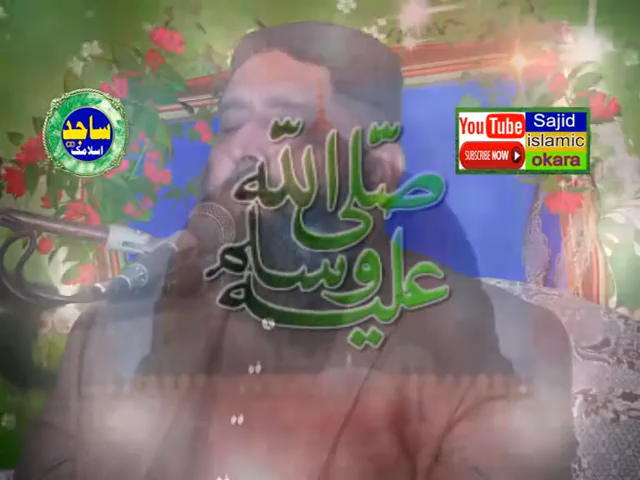 ساجد
اسلامک
CD
YouTube
SUBSCRIBE NOW
Sajid
islamic
okara
صلی اللہ
علیہ وسلم